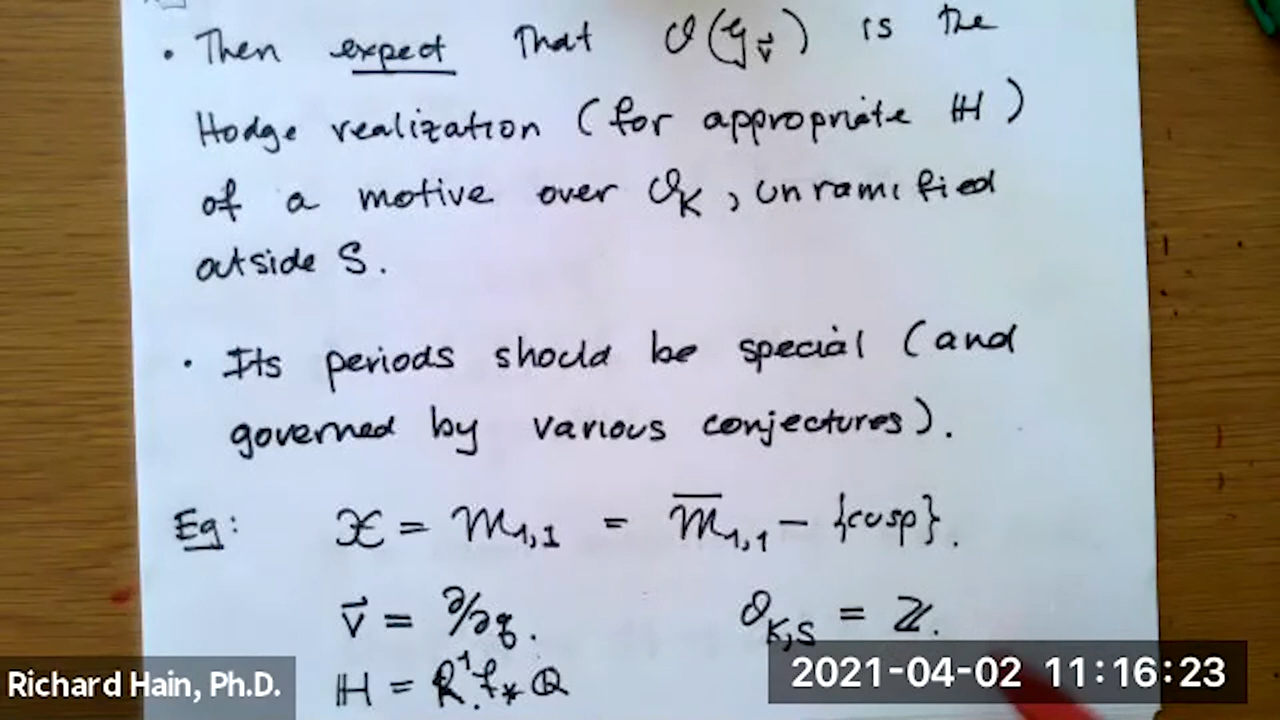 • Then expect that 𝒪(𝒢_v⃗) is the
Hodge realization (for appropriate ℍ)
of a motive over 𝒪_K, unramified
outside S.
• Its periods should be special (and
governed by various conjectures).
Eg: 𝒳 = M_{1,1} = M̅_{1,1} − {cusp}.
v⃗ = ∂/∂q. 𝒪_{K,S} = ℤ.
ℍ = R¹f_*ℚ
Richard Hain, Ph.D.
2021-04-02 11:16:23